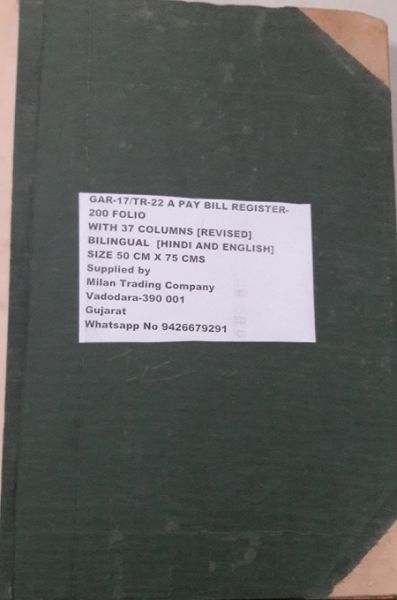 GAR-17/TR-22 A PAY BILL REGISTER-
200 FOLIO
WITH 37 COLUMNS [REVISED]
BILINGUAL [HINDI AND ENGLISH]
SIZE 50 CM X 75 CMS
Supplied by
Milan Trading Company
Vadodara-390 001
Gujarat
Whatsapp No 9426679291